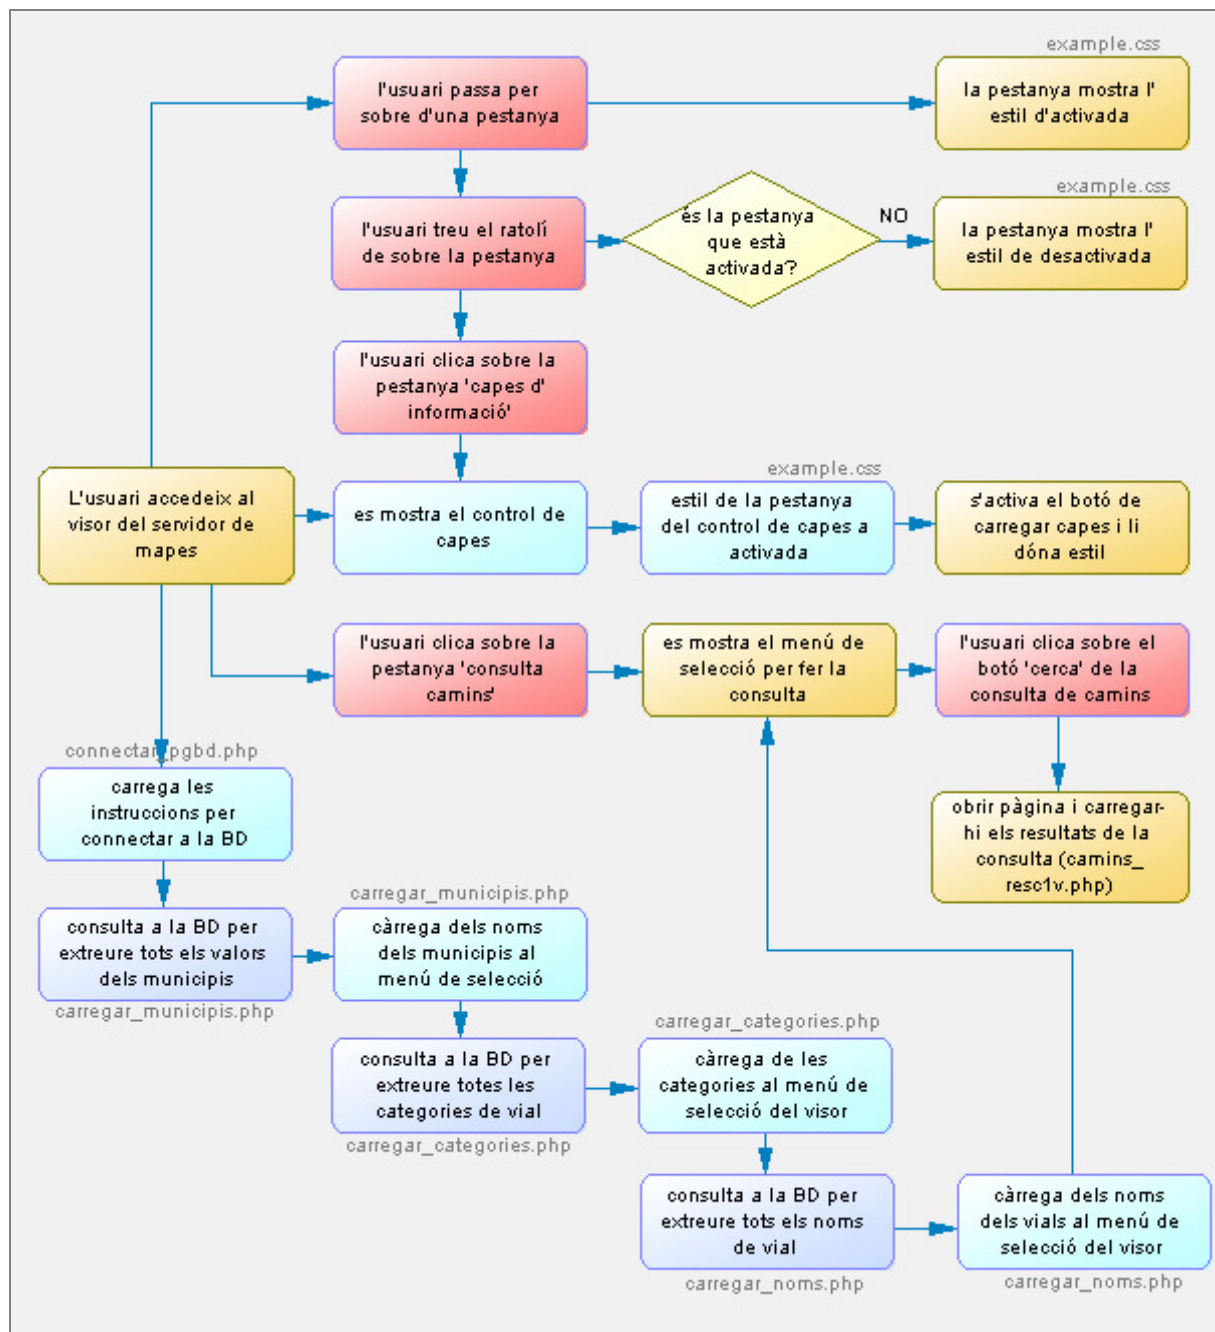 example.css
l'usuari passa per
sobre d'una pestanya
la pestanya mostra l'
estil d'activada
example.css
l'usuari treu el ratolí
de sobre la pestanya
és la pestanya
que està
activada?
NO
la pestanya mostra l'
estil de desactivada
l'usuari clica sobre la
pestanya 'capes d'
informació'
example.css
L'usuari accedeix al
visor del servidor de
mapes
es mostra el control de
capes
estil de la pestanya
del control de capes a
activada
s'activa el botó de
carregar capes i li
dóna estil
l'usuari clica sobre la
pestanya 'consulta
camins'
es mostra el menú de
selecció per fer la
consulta
l'usuari clica sobre el
botó 'cerca' de la
consulta de camins
connectar_pgbd.php
carrega les
instruccions per
connectar a la BD
obrir pàgina i carregar-
hi els resultats de la
consulta (camins_
resc1v.php)
consulta a la BD per
extreure tots els valors
dels municipis
carregar_municipis.php
carregar_municipis.php
càrrega dels noms
dels municipis al
menú de selecció
consulta a la BD per
extreure totes les
categories de vial
carregar_categories.php
carregar_categories.php
càrrega de les
categories al menú de
selecció del visor
consulta a la BD per
extreure tots els noms
de vial
carregar_noms.php
càrrega dels noms
dels vials al menú de
selecció del visor
carregar_noms.php